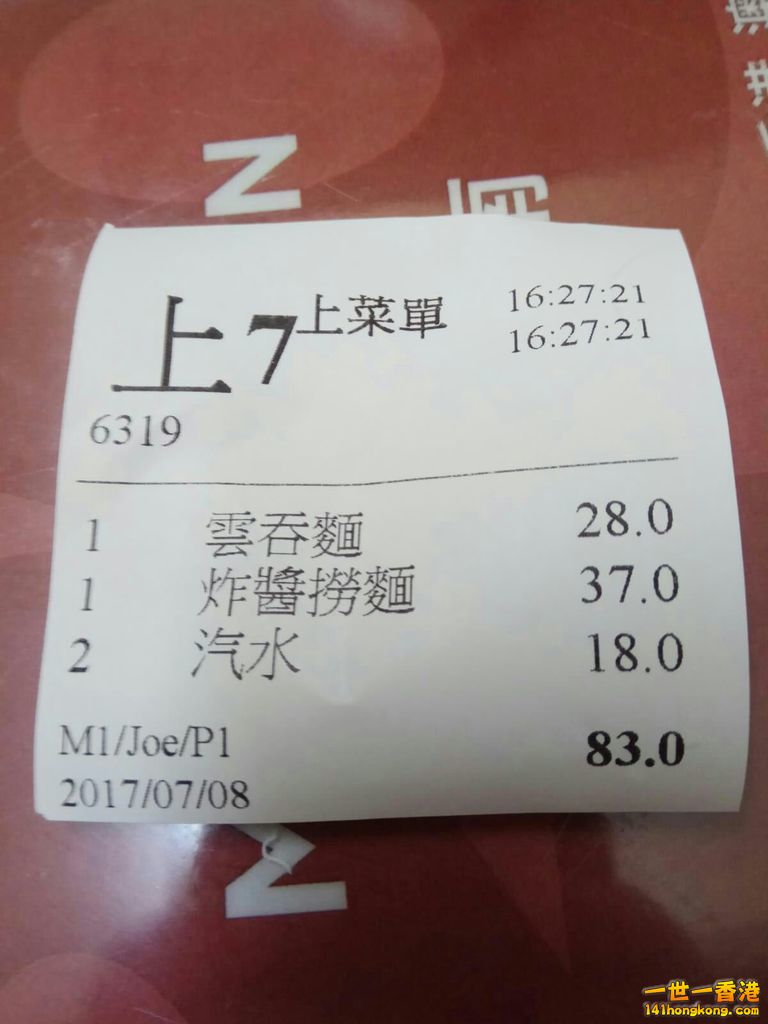 上7 上菜單 16:27:21
16:27:21
6319
1 雲吞麵 28.0
1 炸醬撈麵 37.0
2 汽水 18.0
M1/Joe/P1 83.0
2017/07/08
一世一香港
141hongkong.com